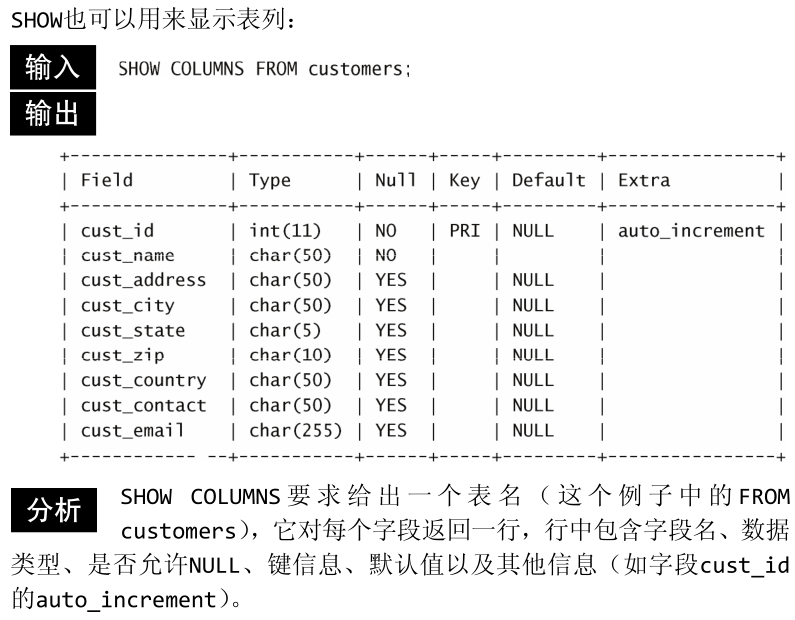 SHOW也可以用来显示表列：
输入 SHOW COLUMNS FROM customers;
输出
+---------------+-----------+------+-----+---------+----------------+
| Field         | Type      | Null | Key | Default | Extra          |
+---------------+-----------+------+-----+---------+----------------+
| cust_id       | int(11)   | NO   | PRI | NULL    | auto_increment |
| cust_name     | char(50)  | NO   |     |         |                |
| cust_address  | char(50)  | YES  |     | NULL    |                |
| cust_city     | char(50)  | YES  |     | NULL    |                |
| cust_state    | char(5)   | YES  |     | NULL    |                |
| cust_zip      | char(10)  | YES  |     | NULL    |                |
| cust_country  | char(50)  | YES  |     | NULL    |                |
| cust_contact  | char(50)  | YES  |     | NULL    |                |
| cust_email    | char(255) | YES  |     | NULL    |                |
+------------ --+-----------+------+-----+---------+----------------+
分析 SHOW COLUMNS要求给出一个表名（这个例子中的FROM
customers），它对每个字段返回一行，行中包含字段名、数据
类型、是否允许NULL、键信息、默认值以及其他信息（如字段cust_id
的auto_increment）。